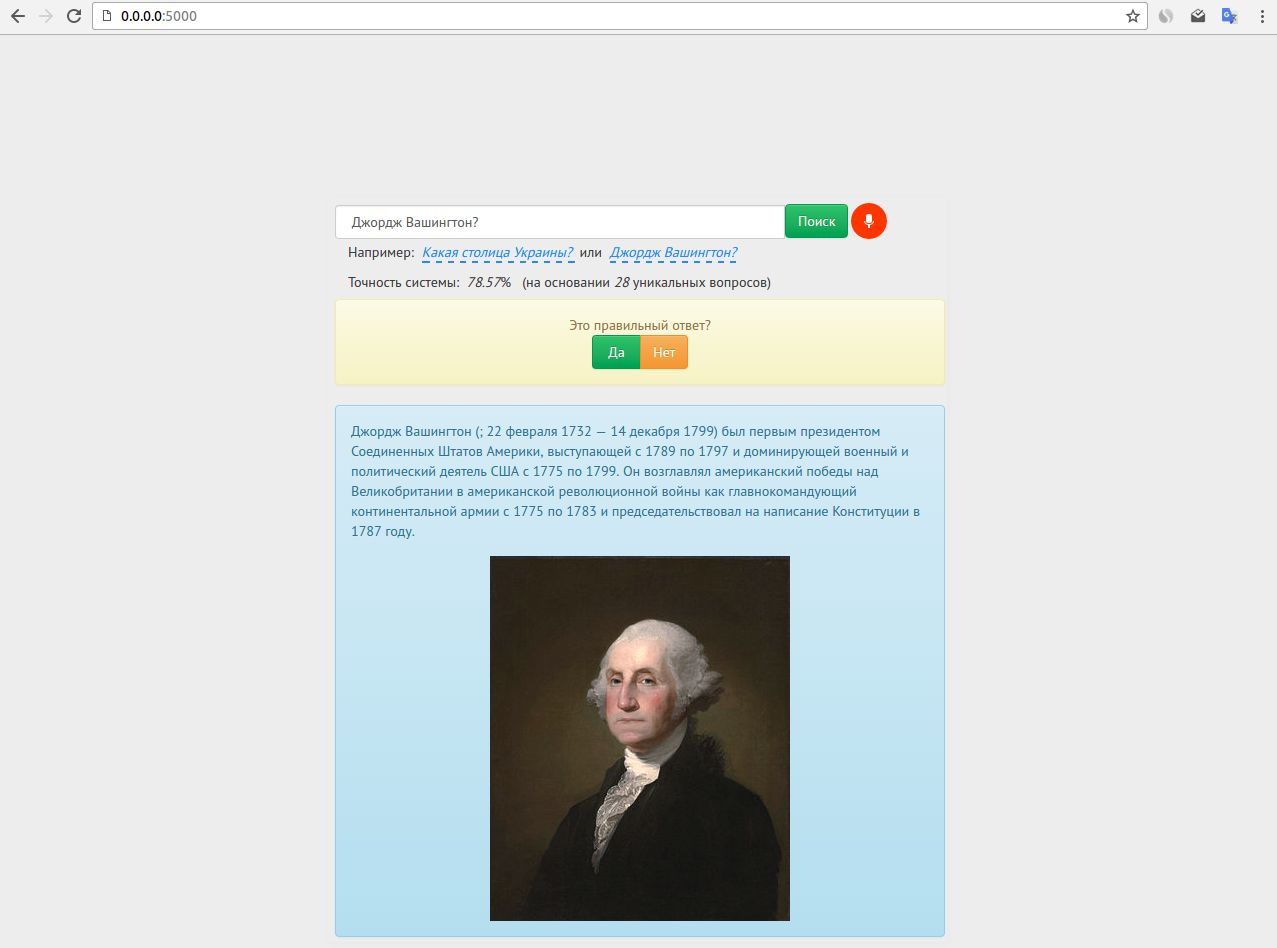 0.0.0.0:5000
Джордж Вашингтон? Поиск
Например: Какая столица Украины? или Джордж Вашингтон?
Точность системы: 78.57% (на основании 28 уникальных вопросов)
Это правильный ответ?
Да Нет
Джордж Вашингтон (; 22 февраля 1732 — 14 декабря 1799) был первым президентом
Соединенных Штатов Америки, выступающей с 1789 по 1797 и доминирующей военный и
политический деятель США с 1775 по 1799. Он возглавлял американский победы над
Великобритании в американской революционной войны как главнокомандующий
континентальной армии с 1775 по 1783 и председательствовал на написание Конституции в
1787 году.